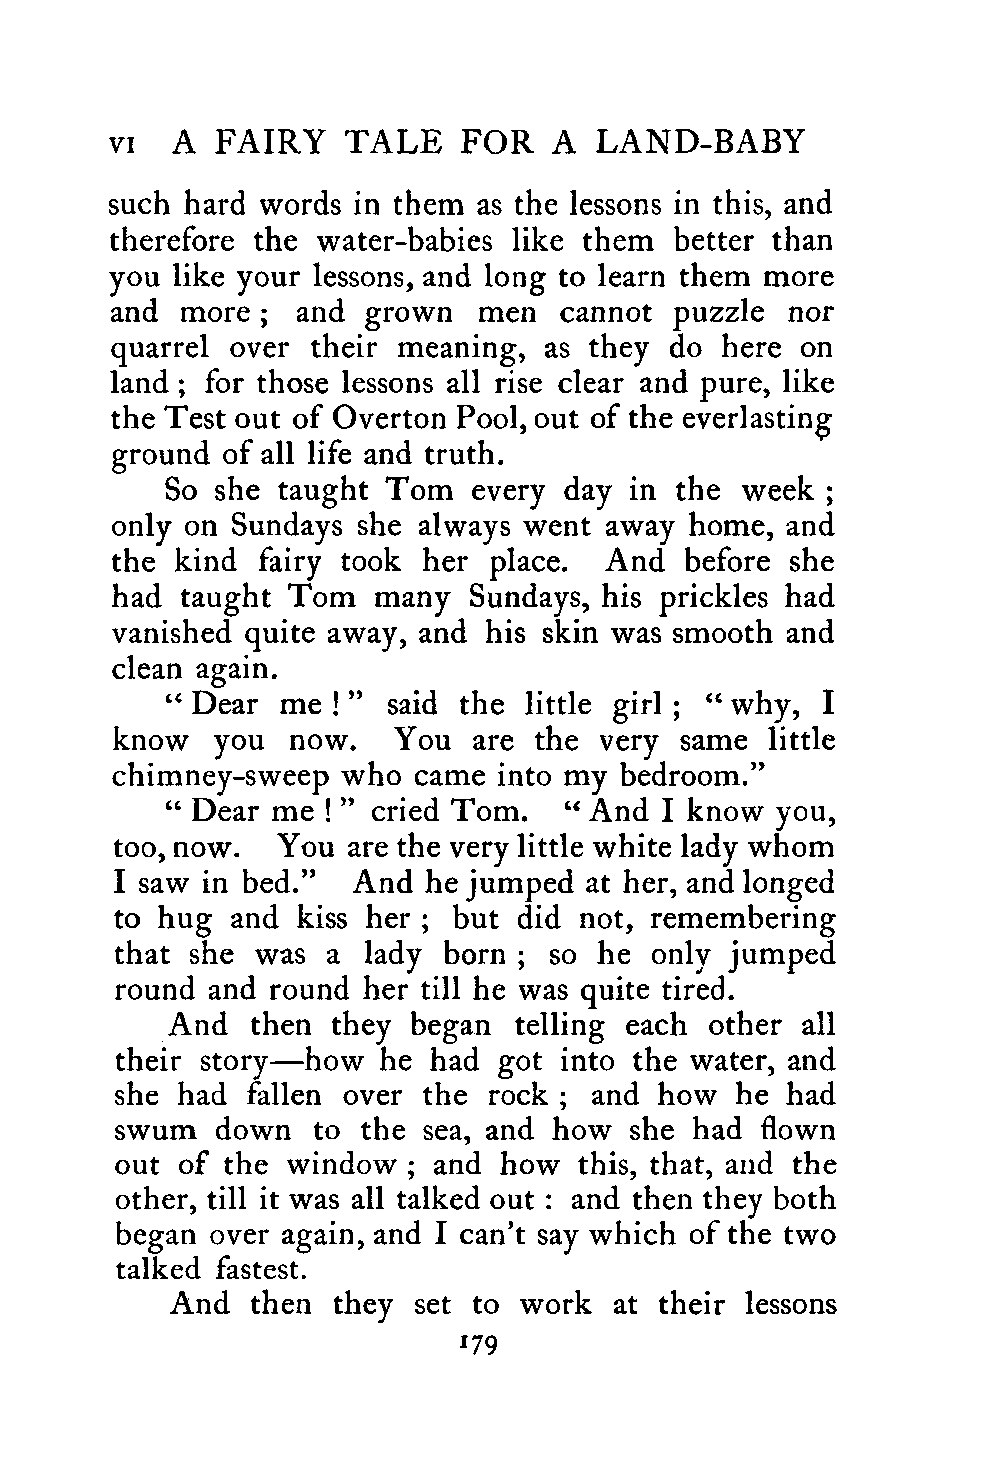 VI A FAIRY TALE FOR A LAND-BABY
such hard words in them as the lessons in this, and
therefore the water-babies like them better than
you like your lessons, and long to learn them more
and more ; and grown men cannot puzzle nor
quarrel over their meaning, as they do here on
land ; for those lessons all rise clear and pure, like
the Test out of Overton Pool, out of the everlasting
ground of all life and truth.
So she taught Tom every day in the week ;
only on Sundays she always went away home, and
the kind fairy took her place. And before she
had taught Tom many Sundays, his prickles had
vanished quite away, and his skin was smooth and
clean again.
“ Dear me ! ” said the little girl ; “ why, I
know you now. You are the very same little
chimney-sweep who came into my bedroom.”
“ Dear me ! ” cried Tom. “ And I know you,
too, now. You are the very little white lady whom
I saw in bed.” And he jumped at her, and longed
to hug and kiss her ; but did not, remembering
that she was a lady born ; so he only jumped
round and round her till he was quite tired.
And then they began telling each other all
their story—how he had got into the water, and
she had fallen over the rock ; and how he had
swum down to the sea, and how she had flown
out of the window ; and how this, that, and the
other, till it was all talked out : and then they both
began over again, and I can't say which of the two
talked fastest.
And then they set to work at their lessons
179